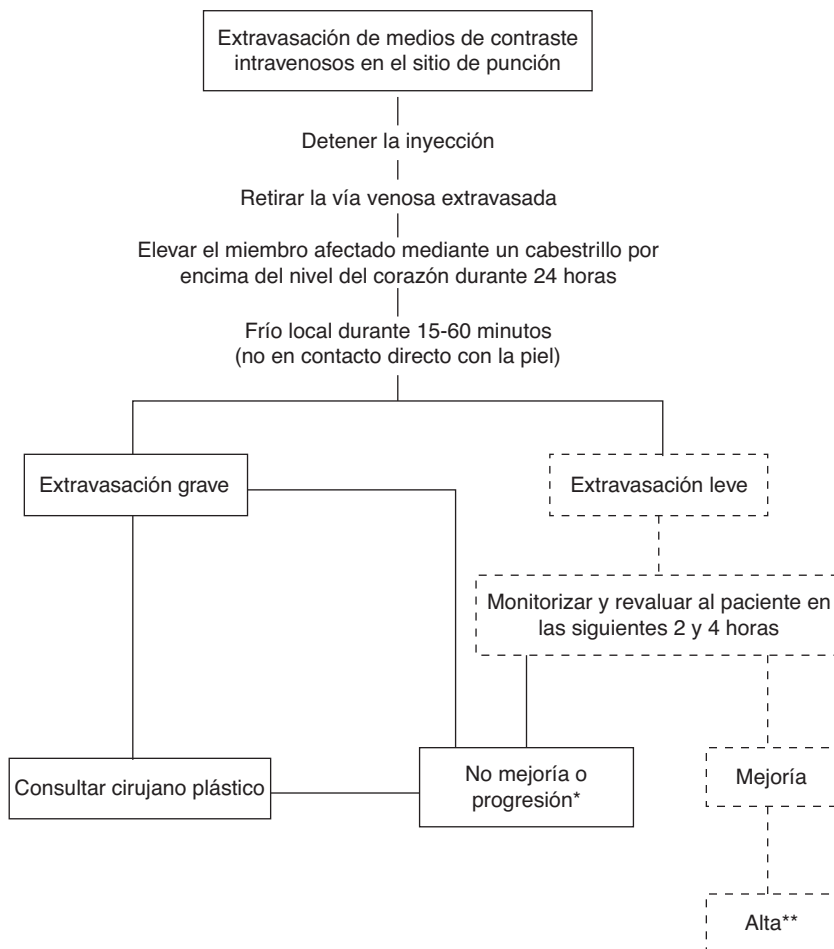 Extravasación de medios de contraste
intravenosos en el sitio de punción
Detener la inyección
Retirar la vía venosa extravasada
Elevar el miembro afectado mediante un cabestrillo por
encima del nivel del corazón durante 24 horas
Frío local durante 15-60 minutos
(no en contacto directo con la piel)
Extravasación grave
Extravasación leve
Monitorizar y revaluar al paciente en
las siguientes 2 y 4 horas
Consultar cirujano plástico
No mejoría o
progresión*
Mejoría
Alta**